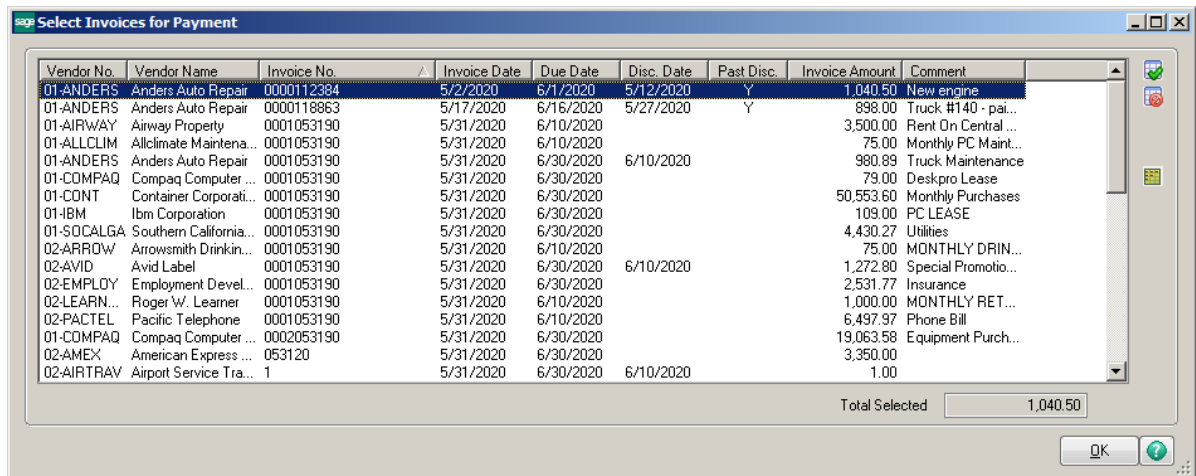 sage Select Invoices for Payment
Vendor No. Vendor Name Invoice No. Invoice Date Due Date Disc. Date Past Disc. Invoice Amount Comment
01-ANDERS Anders Auto Repair 0000112384 5/2/2020 6/1/2020 5/12/2020 Y 1,040.50 New engine
01-ANDERS Anders Auto Repair 0000118863 5/17/2020 6/16/2020 5/27/2020 Y 898.00 Truck #140 - pai...
01-AIRWAY Airway Property 0001053190 5/31/2020 6/10/2020 3,500.00 Rent On Central ...
01-ALLCLIM Allclimate Maintena... 0001053190 5/31/2020 6/10/2020 75.00 Monthly PC Maint...
01-ANDERS Anders Auto Repair 0001053190 5/31/2020 6/30/2020 6/10/2020 980.89 Truck Maintenance
01-COMPAQ Compaq Computer ... 0001053190 5/31/2020 6/30/2020 79.00 Deskpro Lease
01-CONT Container Corporati... 0001053190 5/31/2020 6/30/2020 50,553.60 Monthly Purchases
01-IBM Ibm Corporation 0001053190 5/31/2020 6/30/2020 109.00 PC LEASE
01-SOCALGA Southern California... 0001053190 5/31/2020 6/30/2020 4,430.27 Utilities
02-ARROW Arrowsmith Drinkin... 0001053190 5/31/2020 6/10/2020 75.00 MONTHLY DRIN...
02-AVID Avid Label 0001053190 5/31/2020 6/30/2020 6/10/2020 1,272.80 Special Promotio...
02-EMPLOY Employment Devel... 0001053190 5/31/2020 6/30/2020 2,531.77 Insurance
02-LEARN... Roger W. Learner 0001053190 5/31/2020 6/10/2020 1,000.00 MONTHLY RET...
02-PACTEL Pacific Telephone 0001053190 5/31/2020 6/10/2020 6,497.97 Phone Bill
01-COMPAQ Compaq Computer ... 0002053190 5/31/2020 6/30/2020 19,063.58 Equipment Purch...
02-AMEX American Express ... 053120 5/31/2020 6/30/2020 3,350.00
02-AIRTRAV Airport Service Tra... 1 5/31/2020 6/30/2020 6/10/2020 1.00
Total Selected 1,040.50
OK